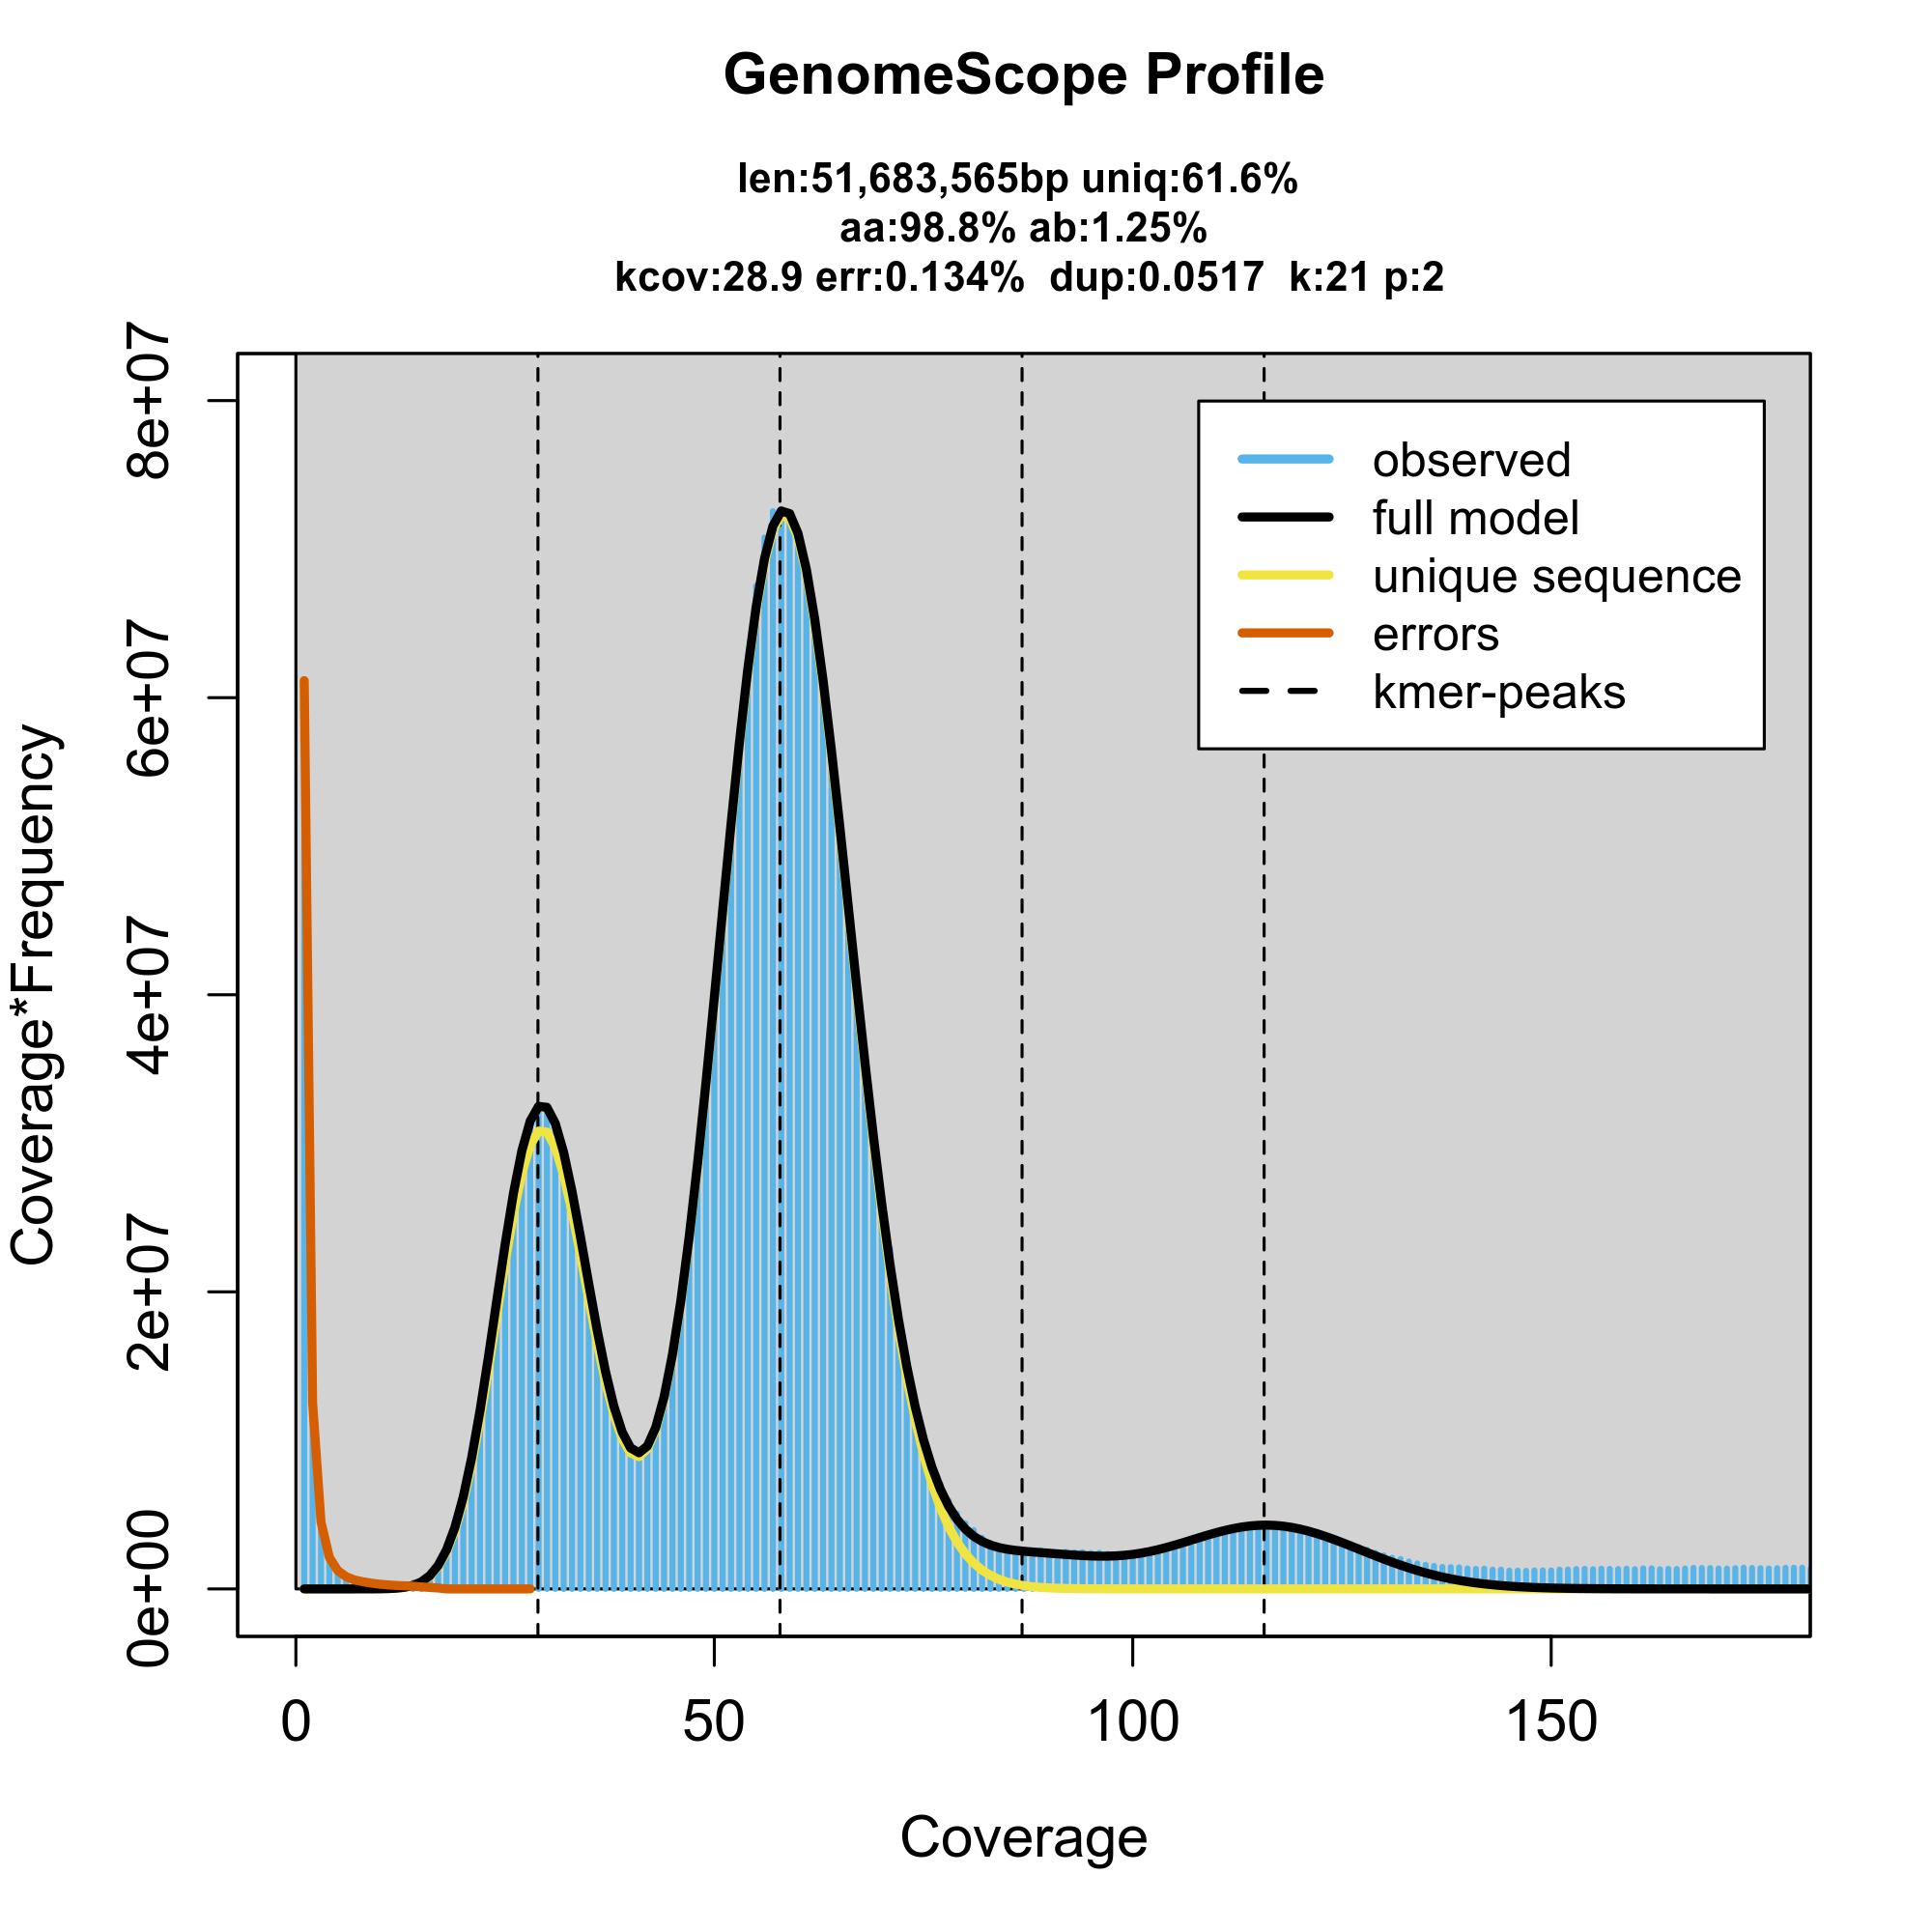 GenomeScope Profile
len:51,683,565bp uniq:61.6%
aa:98.8% ab:1.25%
kcov:28.9 err:0.134%  dup:0.0517  k:21 p:2
8e+07
6e+07
4e+07
2e+07
0e+00
Coverage*Frequency
observed
full model
unique sequence
errors
kmer-peaks
0
50
100
150
Coverage